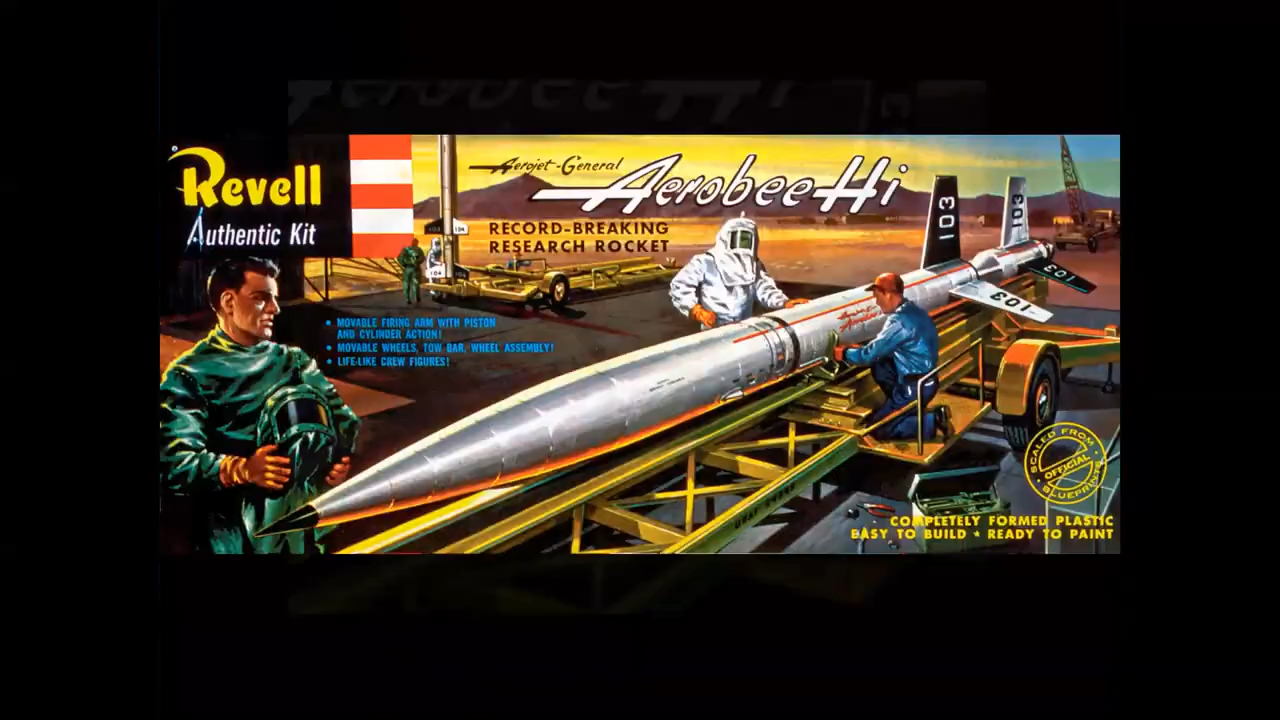 Revell
Authentic Kit
Aerojet-General
Aerobee Hi
RECORD-BREAKING
RESEARCH ROCKET
• MOVABLE FIRING ARM WITH PISTON
AND CYLINDER ACTION!
• MOVABLE WHEELS, TOW BAR, WHEEL ASSEMBLY!
• LIFE-LIKE CREW FIGURES!
103
103
103
103
104
104
SCALED FROM
OFFICIAL
BLUEPRINTS
COMPLETELY FORMED PLASTIC
EASY TO BUILD * READY TO PAINT